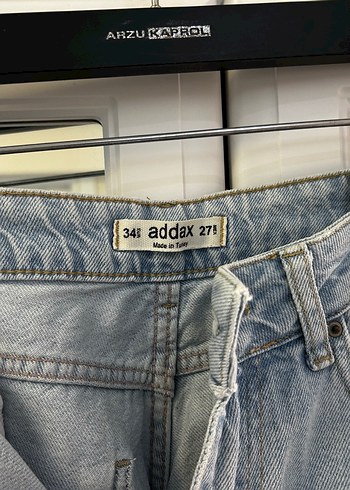 ARZU KAPROL
34 addax 27
Made in Turkey